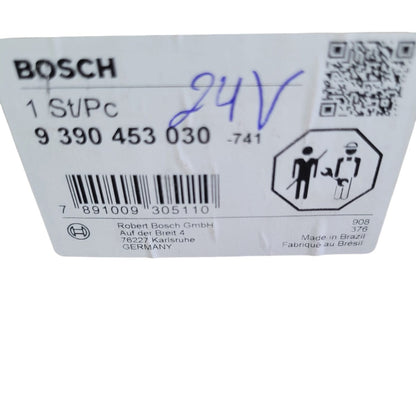 BOSCH
24V
1 St/Pc
9 390 453 030 -741
7 891009 305110
Robert Bosch GmbH
Auf der Breit 4
76227 Karlsruhe
GERMANY
908
376
Made in Brazil
Fabriqué au Brésil